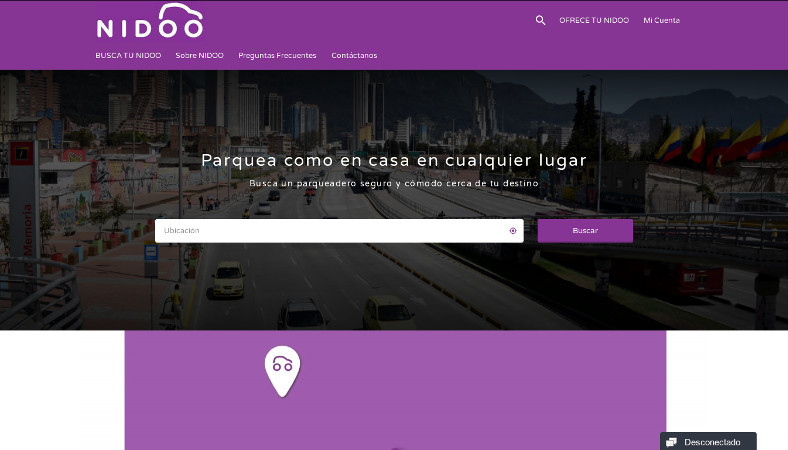 NIDOO
OFRECE TU NIDOO
Mi Cuenta
BUSCA TU NIDOO
Sobre NIDOO
Preguntas Frecuentes
Contáctanos
Parquea como en casa en cualquier lugar
Busca un parqueadero seguro y cómodo cerca de tu destino
Ubicación
Buscar
Memoria
Desconectado